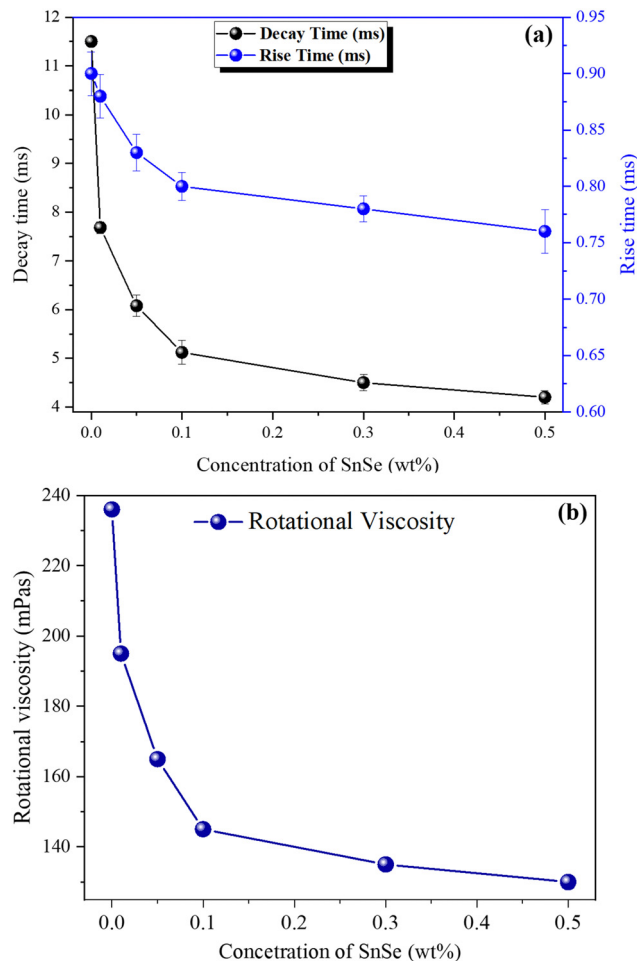 (a)
Decay Time (ms)
Rise Time (ms)
12
11
10
9
8
7
6
5
4
Decay time (ms)
0.95
0.90
0.85
0.80
0.75
0.70
0.65
0.60
Rise time (ms)
0.0 0.1 0.2 0.3 0.4 0.5
Concentration of SnSe (wt%)
(b)
Rotational Viscosity
240
220
200
180
160
140
Rotational viscosity (mPas)
0.0 0.1 0.2 0.3 0.4 0.5
Concetration of SnSe (wt%)